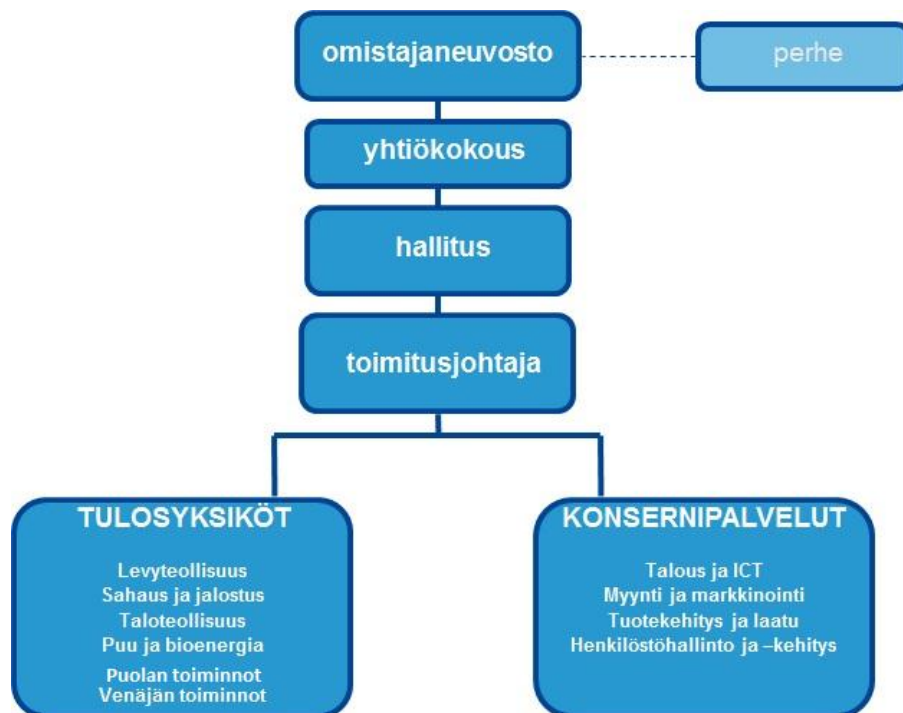 omistajaneuvosto
perhe
yhtiökokous
hallitus
toimitusjohtaja
TULOSYKSIKÖT
Levyteollisuus
Sahaus ja jalostus
Taloteollisuus
Puu ja bioenergia
Puolan toiminnot
Venäjän toiminnot
KONSERNIPALVELUT
Talous ja ICT
Myynti ja markkinointi
Tuotekehitys ja laatu
Henkilöstöhallinto ja –kehitys